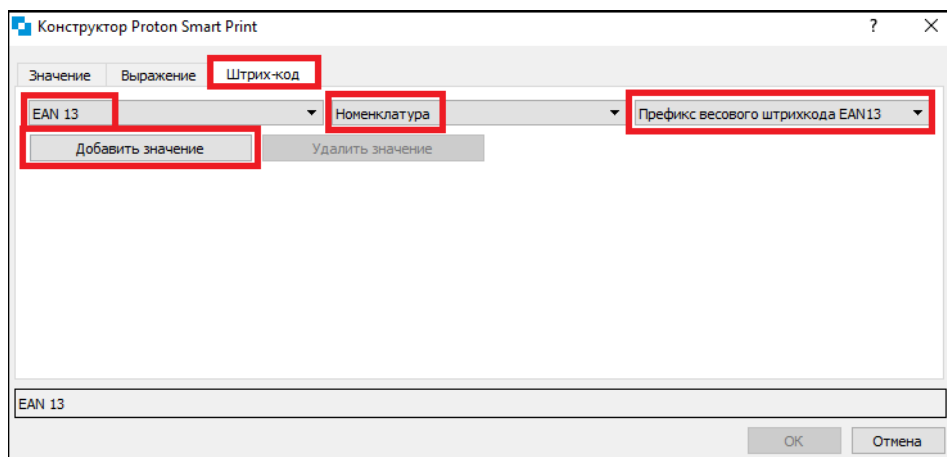 Конструктор Proton Smart Print
?
Значение Выражение Штрих-код
EAN 13 Номенклатура Префикс весового штрихкода EAN13
Добавить значение Удалить значение
EAN 13
OK Отмена